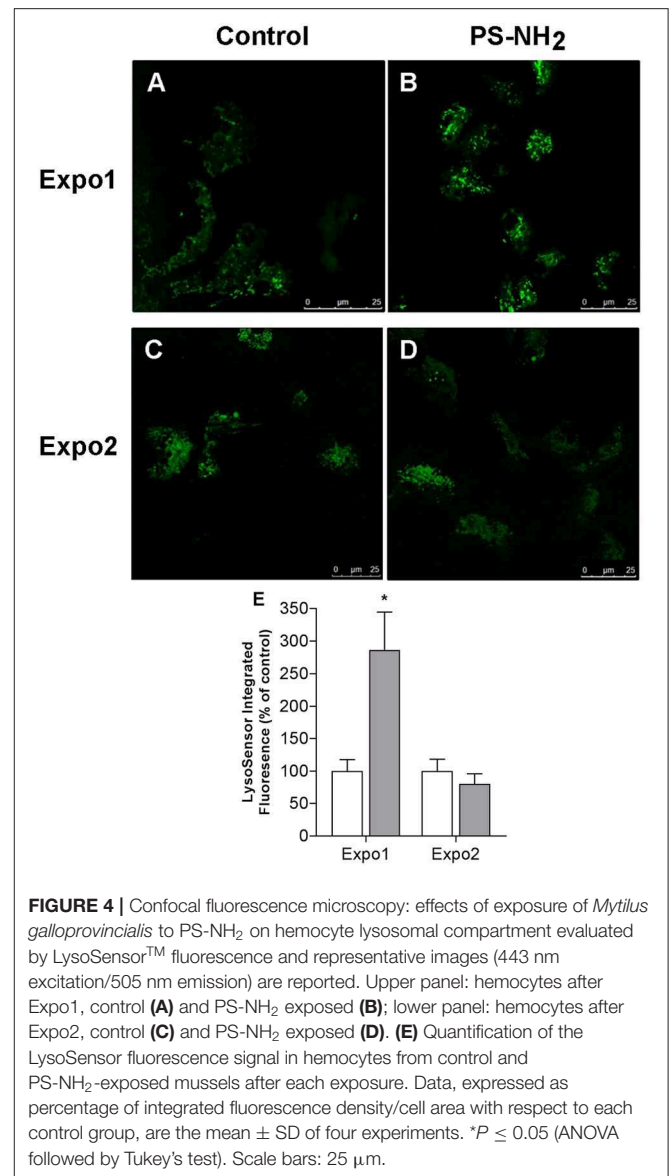 Control PS-NH₂
Expo1
A B
0 µm 25 0 µm 25
Expo2
C D
0 µm 25 0 µm 25
E
LysoSensor Integrated
Fluoresence (% of control)
350
300
250
200
150
100
50
0
*
Expo1 Expo2
FIGURE 4 | Confocal fluorescence microscopy: effects of exposure of Mytilus
galloprovincialis to PS-NH₂ on hemocyte lysosomal compartment evaluated
by LysoSensor™ fluorescence and representative images (443 nm
excitation/505 nm emission) are reported. Upper panel: hemocytes after
Expo1, control (A) and PS-NH₂ exposed (B); lower panel: hemocytes after
Expo2, control (C) and PS-NH₂ exposed (D). (E) Quantification of the
LysoSensor fluorescence signal in hemocytes from control and
PS-NH₂-exposed mussels after each exposure. Data, expressed as
percentage of integrated fluorescence density/cell area with respect to each
control group, are the mean ± SD of four experiments. *P ≤ 0.05 (ANOVA
followed by Tukey's test). Scale bars: 25 µm.